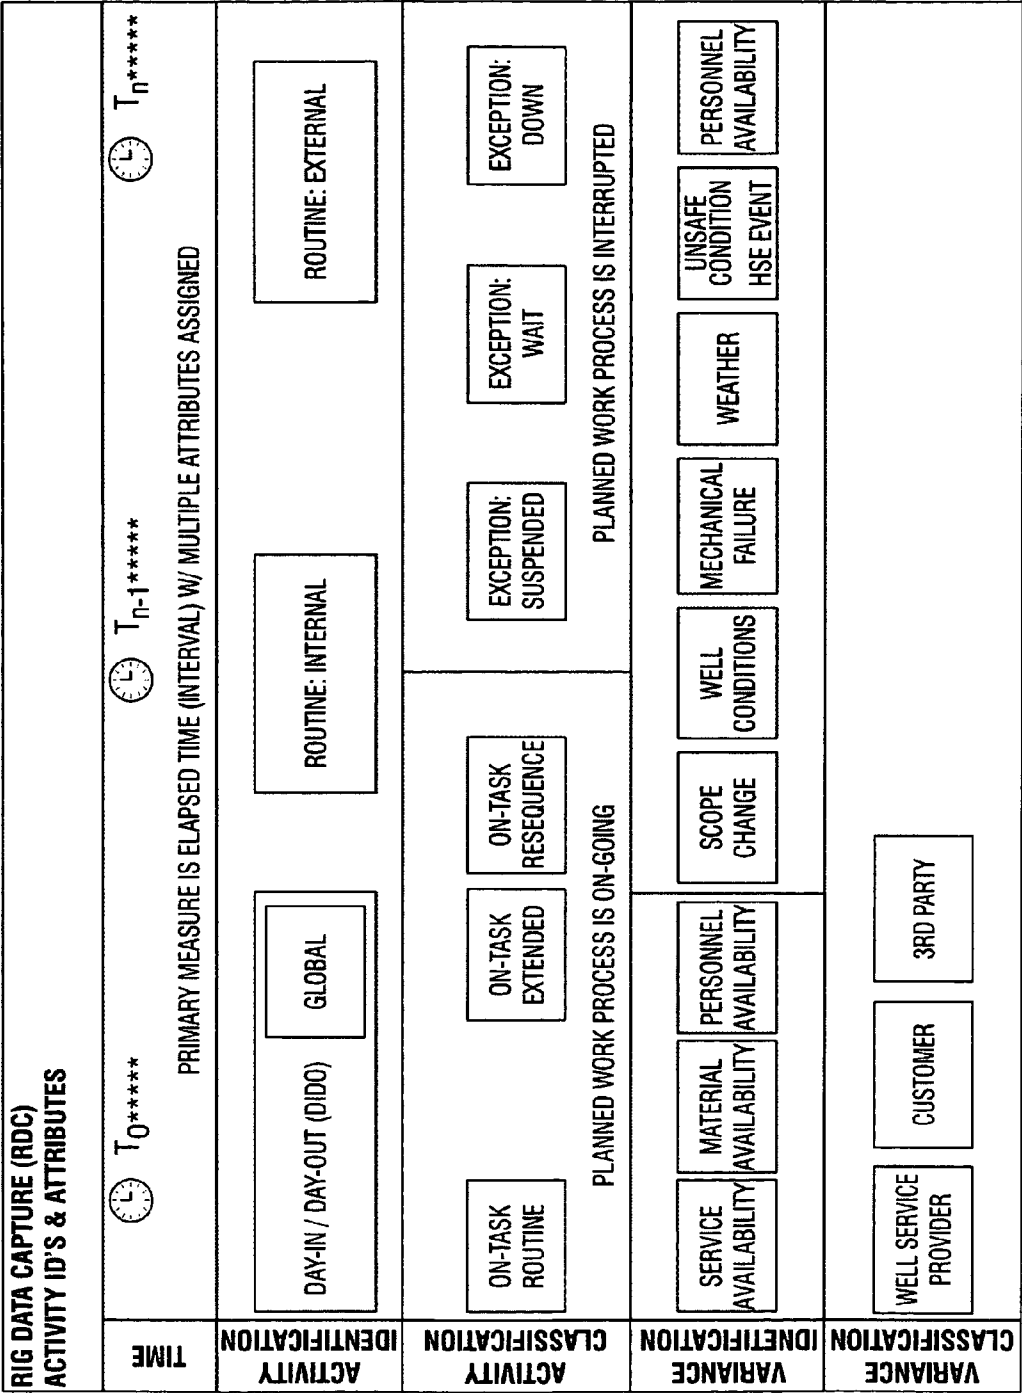 RIG DATA CAPTURE (RDC)
ACTIVITY ID'S & ATTRIBUTES
TIME
T0*****
Tn-1*****
Tn*****
PRIMARY MEASURE IS ELAPSED TIME (INTERVAL) W/ MULTIPLE ATTRIBUTES ASSIGNED
ACTIVITY
IDENTIFICATION
DAY-IN / DAY-OUT (DIDO)
GLOBAL
ROUTINE: INTERNAL
ROUTINE: EXTERNAL
ACTIVITY
CLASSIFICATION
ON-TASK
ROUTINE
ON-TASK
EXTENDED
ON-TASK
RESEQUENCE
PLANNED WORK PROCESS IS ON-GOING
EXCEPTION:
SUSPENDED
EXCEPTION:
WAIT
EXCEPTION:
DOWN
PLANNED WORK PROCESS IS INTERRUPTED
VARIANCE
IDNETIFICATION
SERVICE
AVAILABILITY
MATERIAL
AVAILABILITY
PERSONNEL
AVAILABILITY
SCOPE
CHANGE
WELL
CONDITIONS
MECHANICAL
FAILURE
WEATHER
UNSAFE
CONDITION
HSE EVENT
PERSONNEL
AVAILABILITY
VARIANCE
CLASSIFICATION
WELL SERVICE
PROVIDER
CUSTOMER
3RD PARTY